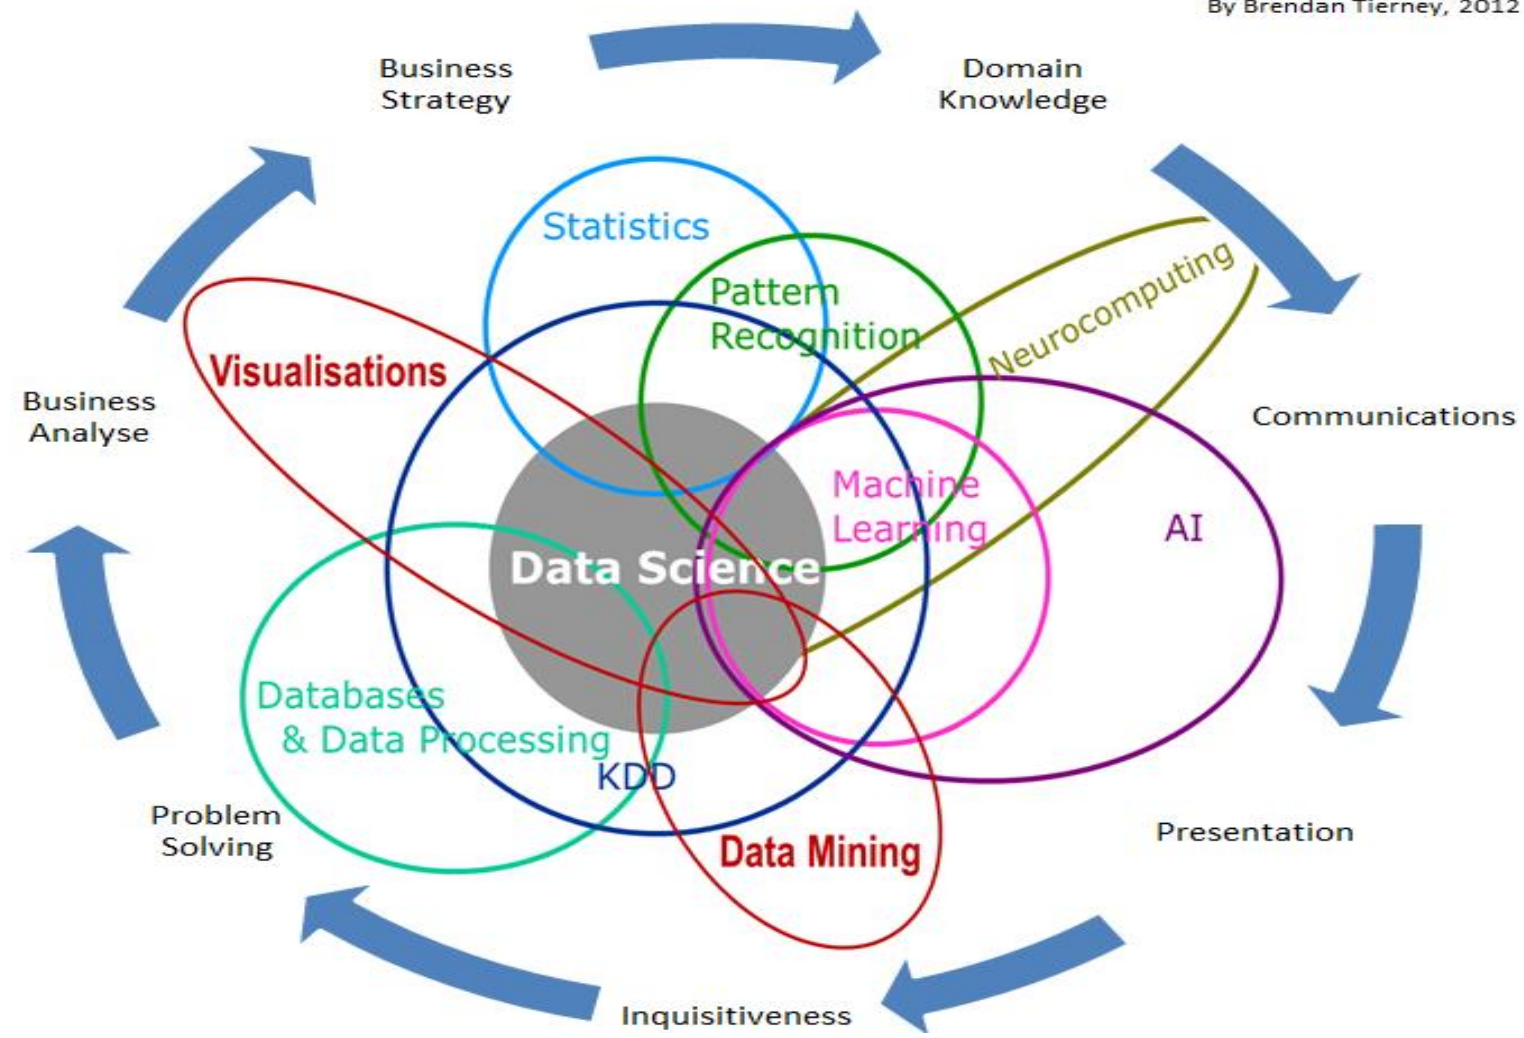 By Brendan Tierney, 2012
Business
Strategy
Domain
Knowledge
Statistics
Pattern
Recognition
Neurocomputing
Visualisations
Business
Analyse
Communications
Machine
Learning
AI
Data Science
Databases
& Data Processing
KDD
Problem
Solving
Data Mining
Presentation
Inquisitiveness